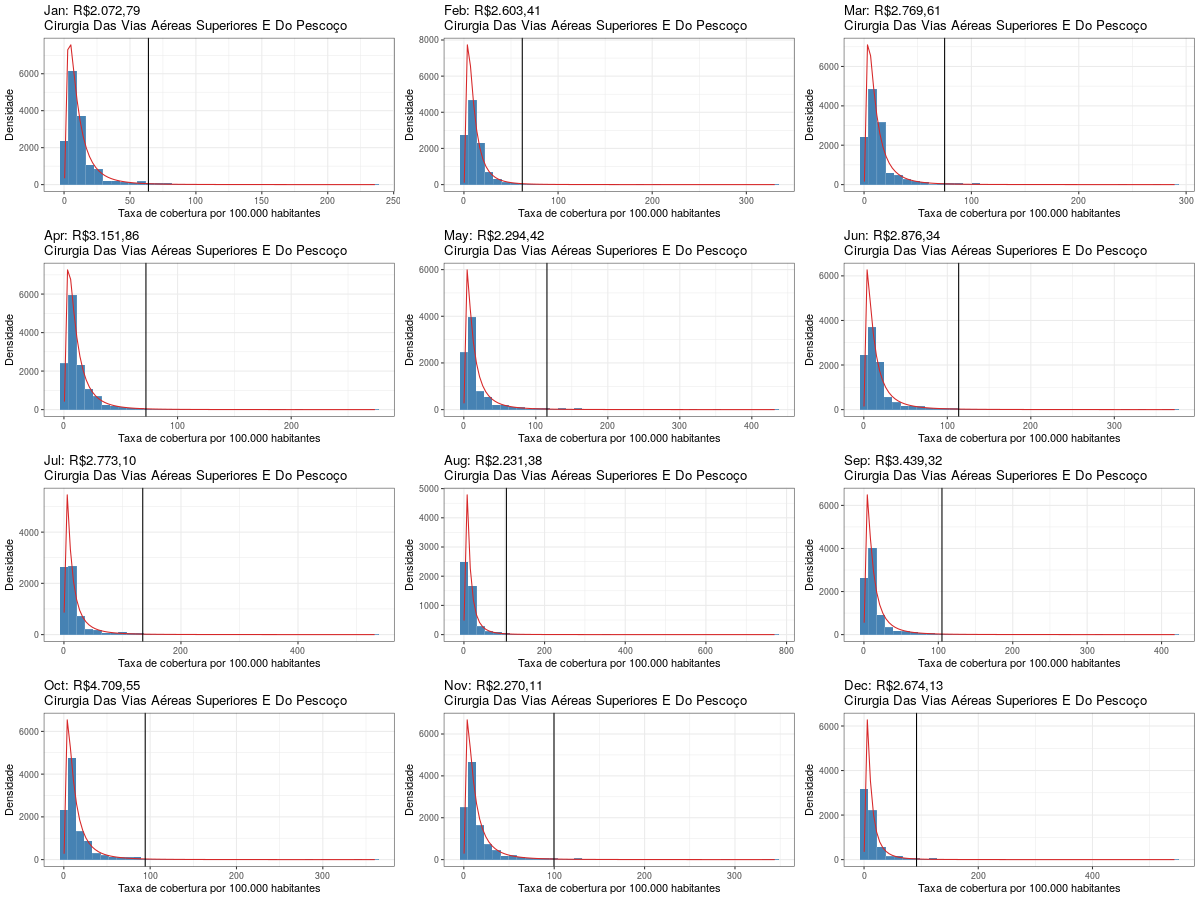 Jan: R$2.072,79
Cirurgia Das Vias Aéreas Superiores E Do Pescoço
Densidade
6000
4000
2000
0
0 50 100 150 200 250
Taxa de cobertura por 100.000 habitantes
Feb: R$2.603,41
Cirurgia Das Vias Aéreas Superiores E Do Pescoço
Densidade
8000
6000
4000
2000
0
0 100 200 300
Taxa de cobertura por 100.000 habitantes
Mar: R$2.769,61
Cirurgia Das Vias Aéreas Superiores E Do Pescoço
Densidade
6000
4000
2000
0
0 100 200 300
Taxa de cobertura por 100.000 habitantes
Apr: R$3.151,86
Cirurgia Das Vias Aéreas Superiores E Do Pescoço
Densidade
6000
4000
2000
0
0 100 200
Taxa de cobertura por 100.000 habitantes
May: R$2.294,42
Cirurgia Das Vias Aéreas Superiores E Do Pescoço
Densidade
6000
4000
2000
0
0 100 200 300 400
Taxa de cobertura por 100.000 habitantes
Jun: R$2.876,34
Cirurgia Das Vias Aéreas Superiores E Do Pescoço
Densidade
6000
4000
2000
0
0 100 200 300
Taxa de cobertura por 100.000 habitantes
Jul: R$2.773,10
Cirurgia Das Vias Aéreas Superiores E Do Pescoço
Densidade
4000
2000
0
0 200 400
Taxa de cobertura por 100.000 habitantes
Aug: R$2.231,38
Cirurgia Das Vias Aéreas Superiores E Do Pescoço
Densidade
5000
4000
3000
2000
1000
0
0 200 400 600 800
Taxa de cobertura por 100.000 habitantes
Sep: R$3.439,32
Cirurgia Das Vias Aéreas Superiores E Do Pescoço
Densidade
6000
4000
2000
0
0 100 200 300 400
Taxa de cobertura por 100.000 habitantes
Oct: R$4.709,55
Cirurgia Das Vias Aéreas Superiores E Do Pescoço
Densidade
6000
4000
2000
0
0 100 200 300
Taxa de cobertura por 100.000 habitantes
Nov: R$2.270,11
Cirurgia Das Vias Aéreas Superiores E Do Pescoço
Densidade
6000
4000
2000
0
0 100 200 300
Taxa de cobertura por 100.000 habitantes
Dec: R$2.674,13
Cirurgia Das Vias Aéreas Superiores E Do Pescoço
Densidade
6000
4000
2000
0
0 200 400
Taxa de cobertura por 100.000 habitantes